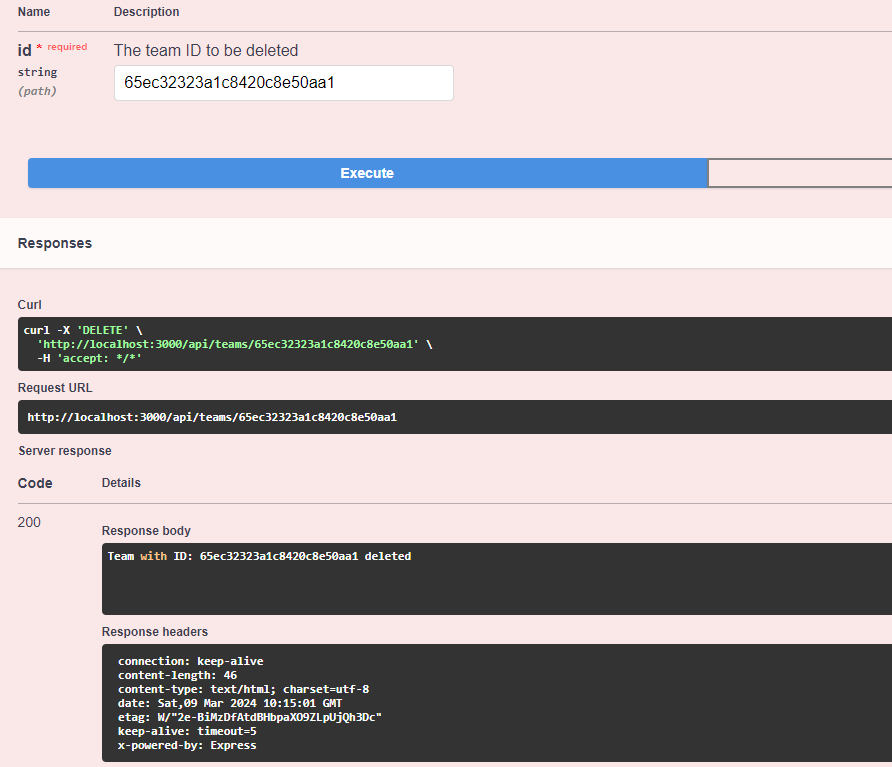 Name Description
id * required The team ID to be deleted
string
(path)
65ec32323a1c8420c8e50aa1
Execute
Responses
Curl
curl -X 'DELETE' \
'http://localhost:3000/api/teams/65ec32323a1c8420c8e50aa1' \
-H 'accept: */*'
Request URL
http://localhost:3000/api/teams/65ec32323a1c8420c8e50aa1
Server response
Code Details
200
Response body
Team with ID: 65ec32323a1c8420c8e50aa1 deleted
Response headers
connection: keep-alive
content-length: 46
content-type: text/html; charset=utf-8
date: Sat,09 Mar 2024 10:15:01 GMT
etag: W/"2e-BiMzDfAtdBHbpaXO9ZLpUjQh3Dc"
keep-alive: timeout=5
x-powered-by: Express